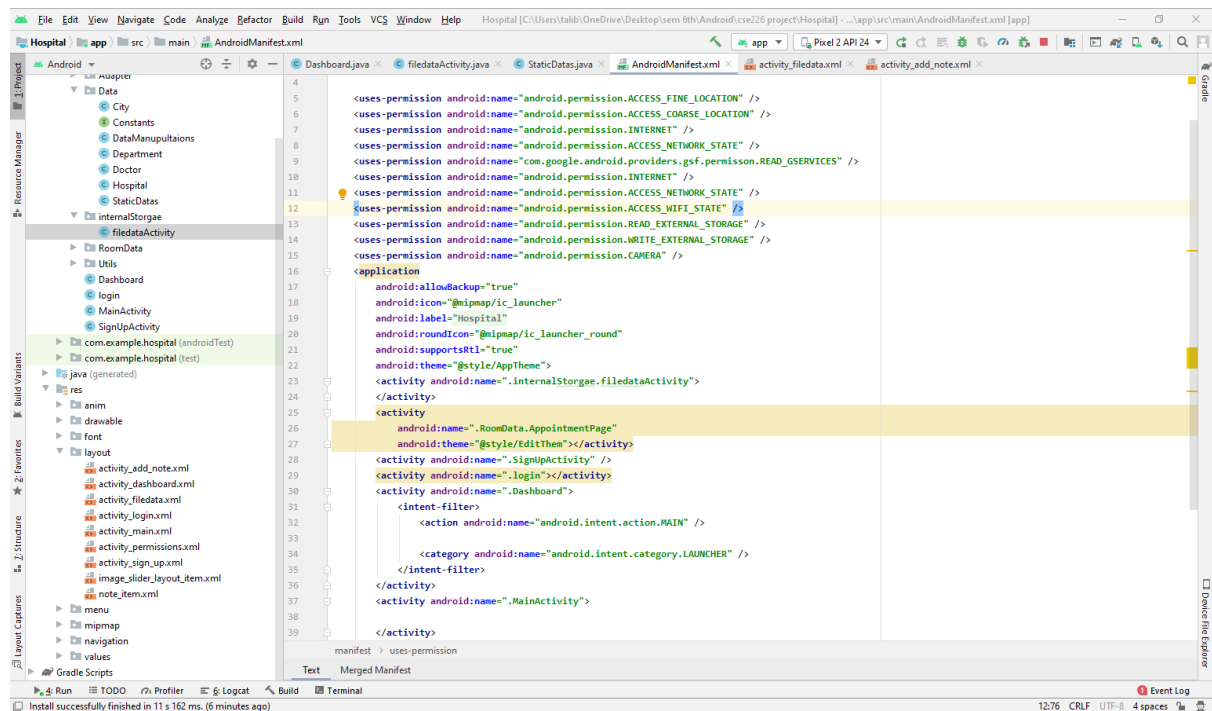 File Edit View Navigate Code Analyze Refactor Build Run Tools VCS Window Help Hospital [C:\Users\talib\OneDrive\Desktop\sem 6th\Android\cse226 project\Hospital] - ...\app\src\main\AndroidManifest.xml [app]
Hospital app src main AndroidManifest.xml app Pixel 2 API 24
Android Dashboard.java filedataActivity.java StaticDatas.java AndroidManifest.xml activity_filedata.xml activity_add_note.xml
1: Project
Resource Manager
Build Variants
2: Favorites
7: Structure
Layout Captures
Adapter
Data
City
Constants
DataManupultaions
Department
Doctor
Hospital
StaticDatas
internalStorgae
filedataActivity
RoomData
Utils
Dashboard
login
MainActivity
SignUpActivity
com.example.hospital (androidTest)
com.example.hospital (test)
java (generated)
res
anim
drawable
font
layout
activity_add_note.xml
activity_dashboard.xml
activity_filedata.xml
activity_login.xml
activity_main.xml
activity_permissions.xml
activity_sign_up.xml
image_slider_layout_item.xml
note_item.xml
menu
mipmap
navigation
values
Gradle Scripts
4
5 <uses-permission android:name="android.permission.ACCESS_FINE_LOCATION" />
6 <uses-permission android:name="android.permission.ACCESS_COARSE_LOCATION" />
7 <uses-permission android:name="android.permission.INTERNET" />
8 <uses-permission android:name="android.permission.ACCESS_NETWORK_STATE" />
9 <uses-permission android:name="com.google.android.providers.gsf.permisson.READ_GSERVICES" />
10 <uses-permission android:name="android.permission.INTERNET" />
11 <uses-permission android:name="android.permission.ACCESS_NETWORK_STATE" />
12 <uses-permission android:name="android.permission.ACCESS_WIFI_STATE" />
13 <uses-permission android:name="android.permission.READ_EXTERNAL_STORAGE" />
14 <uses-permission android:name="android.permission.WRITE_EXTERNAL_STORAGE" />
15 <uses-permission android:name="android.permission.CAMERA" />
16 <application
17 android:allowBackup="true"
18 android:icon="@mipmap/ic_launcher"
19 android:label="Hospital"
20 android:roundIcon="@mipmap/ic_launcher_round"
21 android:supportsRtl="true"
22 android:theme="@style/AppTheme">
23 <activity android:name=".internalStorgae.filedataActivity">
24 </activity>
25 <activity
26 android:name=".RoomData.AppointmentPage"
27 android:theme="@style/EditThem"></activity>
28 <activity android:name=".SignUpActivity" />
29 <activity android:name=".login"></activity>
30 <activity android:name=".Dashboard">
31 <intent-filter>
32 <action android:name="android.intent.action.MAIN" />
33
34 <category android:name="android.intent.category.LAUNCHER" />
35 </intent-filter>
36 </activity>
37 <activity android:name=".MainActivity">
38
39 </activity>
manifest › uses-permission
Text Merged Manifest
Gradle
Device File Explorer
4: Run TODO Profiler 6: Logcat Build Terminal 1 Event Log
Install successfully finished in 11 s 162 ms. (6 minutes ago) 12:76 CRLF UTF-8 4 spaces